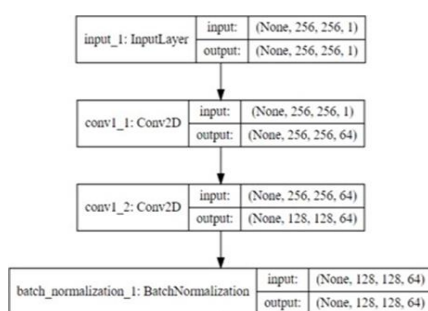 input_1: InputLayer input: (None, 256, 256, 1)
output: (None, 256, 256, 1)
conv1_1: Conv2D input: (None, 256, 256, 1)
output: (None, 256, 256, 64)
conv1_2: Conv2D input: (None, 256, 256, 64)
output: (None, 128, 128, 64)
batch_normalization_1: BatchNormalization input: (None, 128, 128, 64)
output: (None, 128, 128, 64)